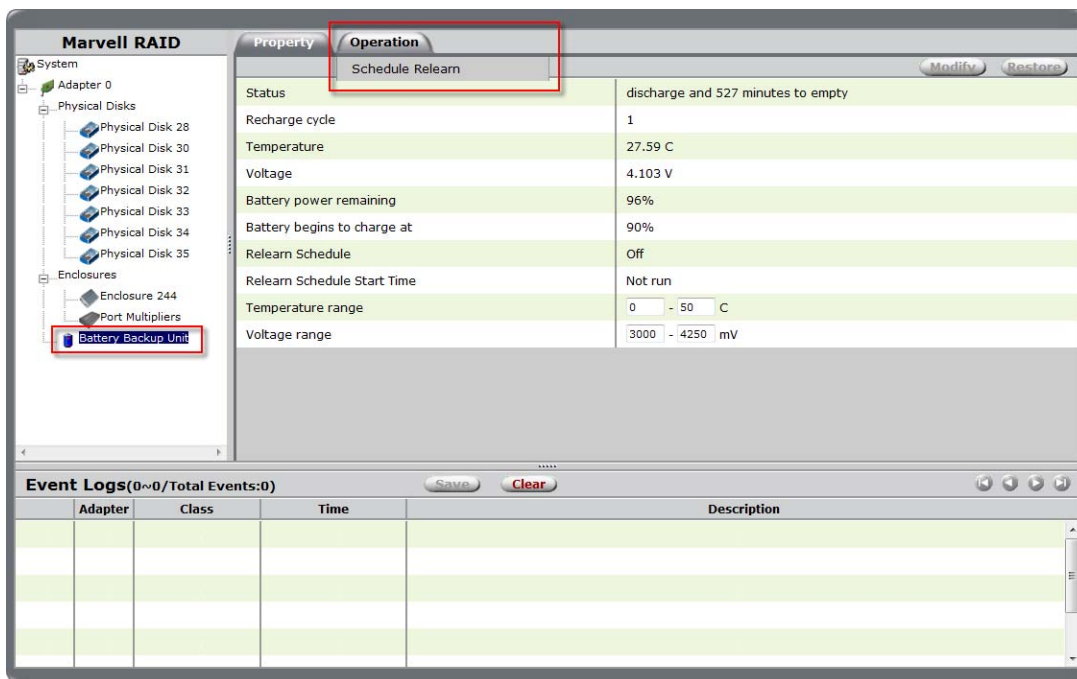 Marvell RAID
System
Adapter 0
Physical Disks
Physical Disk 28
Physical Disk 30
Physical Disk 31
Physical Disk 32
Physical Disk 33
Physical Disk 34
Physical Disk 35
Enclosures
Enclosure 244
Port Multipliers
Battery Backup Unit
Property Operation
Schedule Relearn
Modify Restore
Status discharge and 527 minutes to empty
Recharge cycle 1
Temperature 27.59 C
Voltage 4.103 V
Battery power remaining 96%
Battery begins to charge at 90%
Relearn Schedule Off
Relearn Schedule Start Time Not run
Temperature range 0 - 50 C
Voltage range 3000 - 4250 mV
Event Logs(0~0/Total Events:0) Save Clear
Adapter Class Time Description